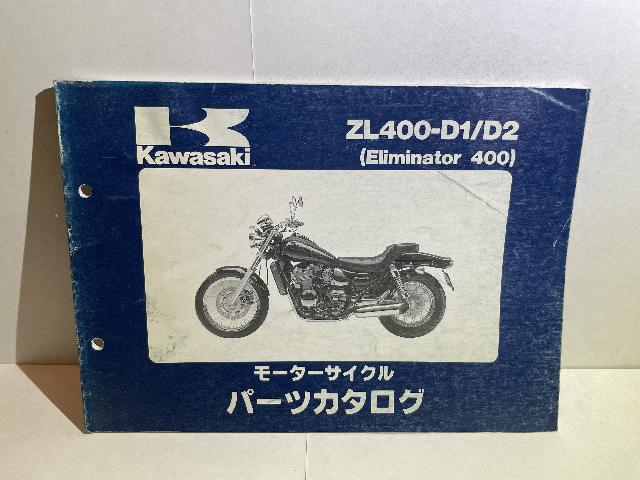 Kawasaki
ZL400-D1/D2
(Eliminator 400)
モーターサイクル
パーツカタログ